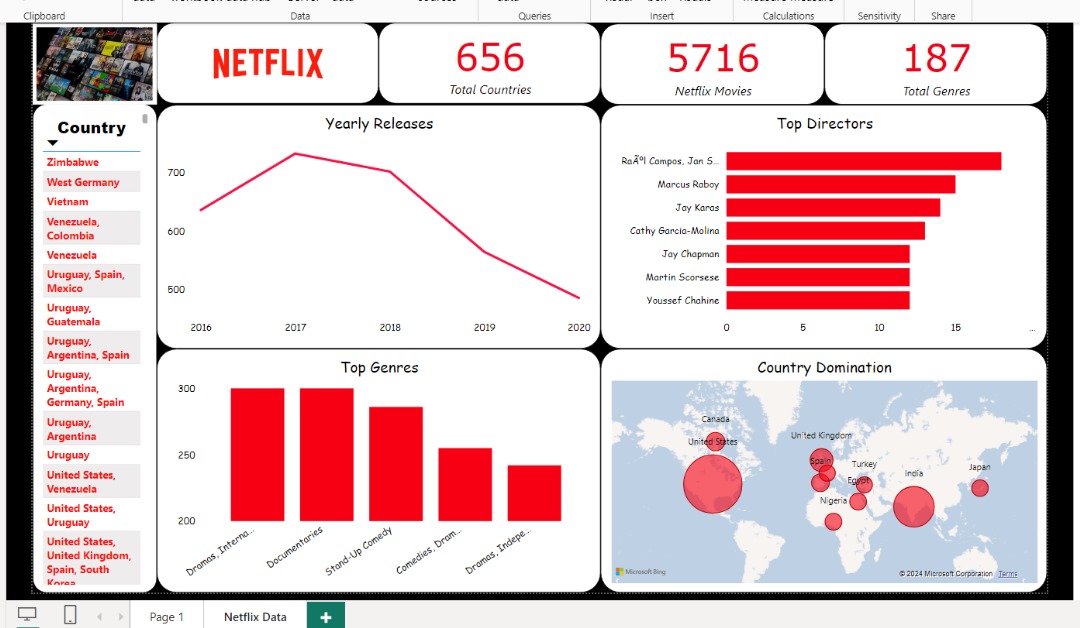 Clipboard
Data
Queries
Insert
Calculations
Sensitivity
Share
NETFLIX
656
Total Countries
5716
Netflix Movies
187
Total Genres
Country
Zimbabwe
West Germany
Vietnam
Venezuela,
Colombia
Venezuela
Uruguay, Spain,
Mexico
Uruguay,
Guatemala
Uruguay,
Argentina, Spain
Uruguay,
Argentina,
Germany, Spain
Uruguay,
Argentina
Uruguay
United States,
Venezuela
United States,
Uruguay
United States,
United Kingdom,
Spain, South
Korea
Yearly Releases
700
600
500
2016 2017 2018 2019 2020
Top Directors
RaÃºl Campos, Jan S...
Marcus Raboy
Jay Karas
Cathy Garcia-Molina
Jay Chapman
Martin Scorsese
Youssef Chahine
0 5 10 15 ...
Top Genres
300
250
200
Dramas, Interna...
Documentaries
Stand-Up Comedy
Comedies, Dram...
Dramas, Indepe...
Country Domination
Canada
United States
United Kingdom
Spain
Turkey
Egypt
Nigeria
India
Japan
Microsoft Bing
© 2024 Microsoft Corporation Terms
Page 1
Netflix Data
+